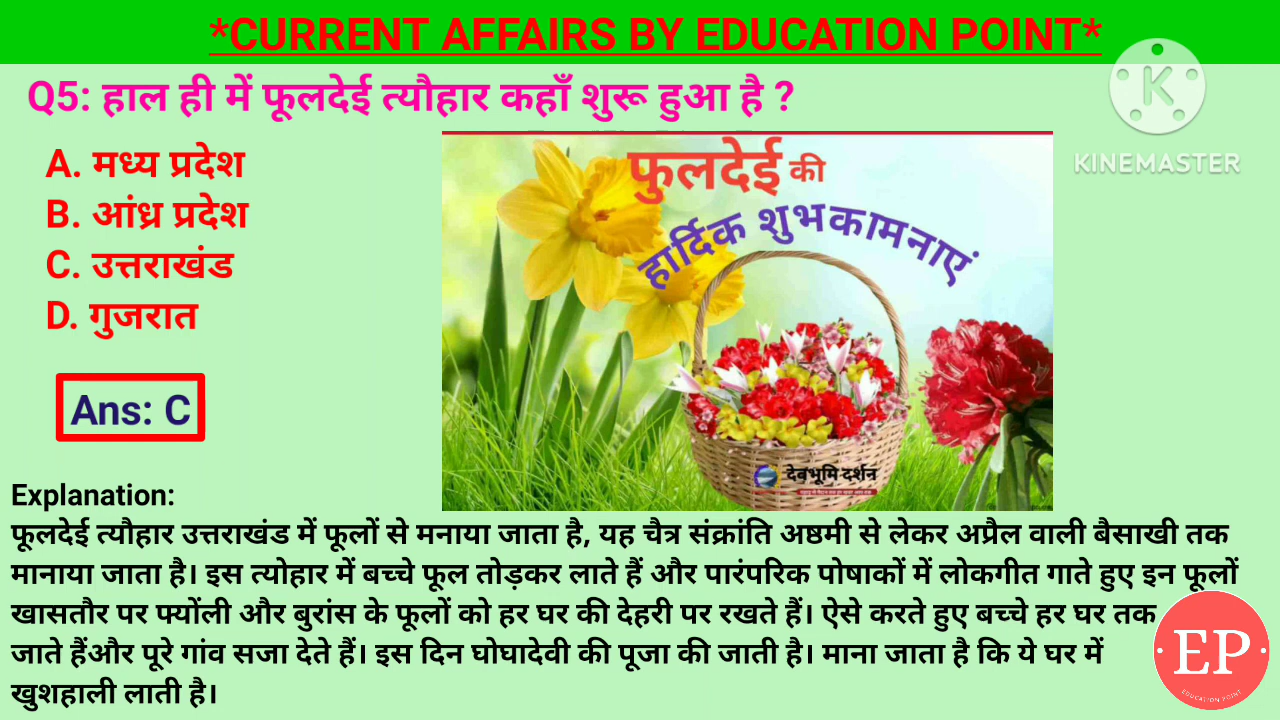 *CURRENT AFFAIRS BY EDUCATION POINT*
Q5: हाल ही में फूलदेई त्यौहार कहाँ शुरू हुआ है ?
K
KINEMASTER
A. मध्य प्रदेश
B. आंध्र प्रदेश
C. उत्तराखंड
D. गुजरात
फुलदेई की
हार्दिक शुभकामनाएं
देवभूमि दर्शन
Ans: C
Explanation:
फूलदेई त्यौहार उत्तराखंड में फूलों से मनाया जाता है, यह चैत्र संक्रांति अष्ठमी से लेकर अप्रैल वाली बैसाखी तक
मानाया जाता है। इस त्योहार में बच्चे फूल तोड़कर लाते हैं और पारंपरिक पोषाकों में लोकगीत गाते हुए इन फूलों
खासतौर पर फ्योंली और बुरांस के फूलों को हर घर की देहरी पर रखते हैं। ऐसे करते हुए बच्चे हर घर तक
जाते हैंऔर पूरे गांव सजा देते हैं। इस दिन घोघादेवी की पूजा की जाती है। माना जाता है कि ये घर में
खुशहाली लाती है।
EP
EDUCATION POINT